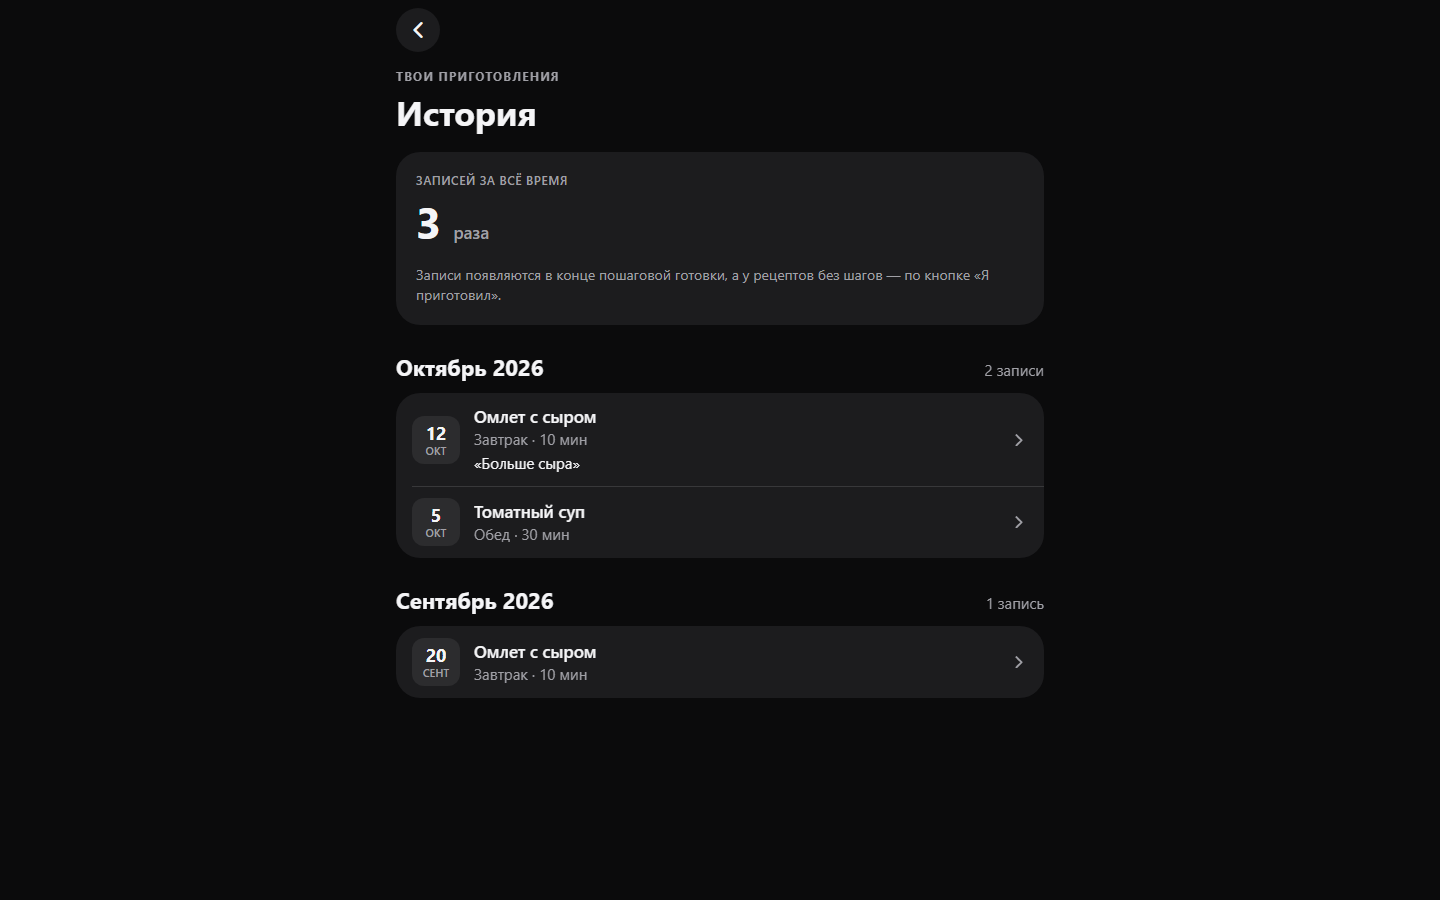 ТВОИ ПРИГОТОВЛЕНИЯ
История
ЗАПИСЕЙ ЗА ВСЁ ВРЕМЯ
3 раза
Записи появляются в конце пошаговой готовки, а у рецептов без шагов — по кнопке «Я
приготовил».
Октябрь 2026
2 записи
12
ОКТ
Омлет с сыром
Завтрак · 10 мин
«Больше сыра»
5
ОКТ
Томатный суп
Обед · 30 мин
Сентябрь 2026
1 запись
20
СЕНТ
Омлет с сыром
Завтрак · 10 мин